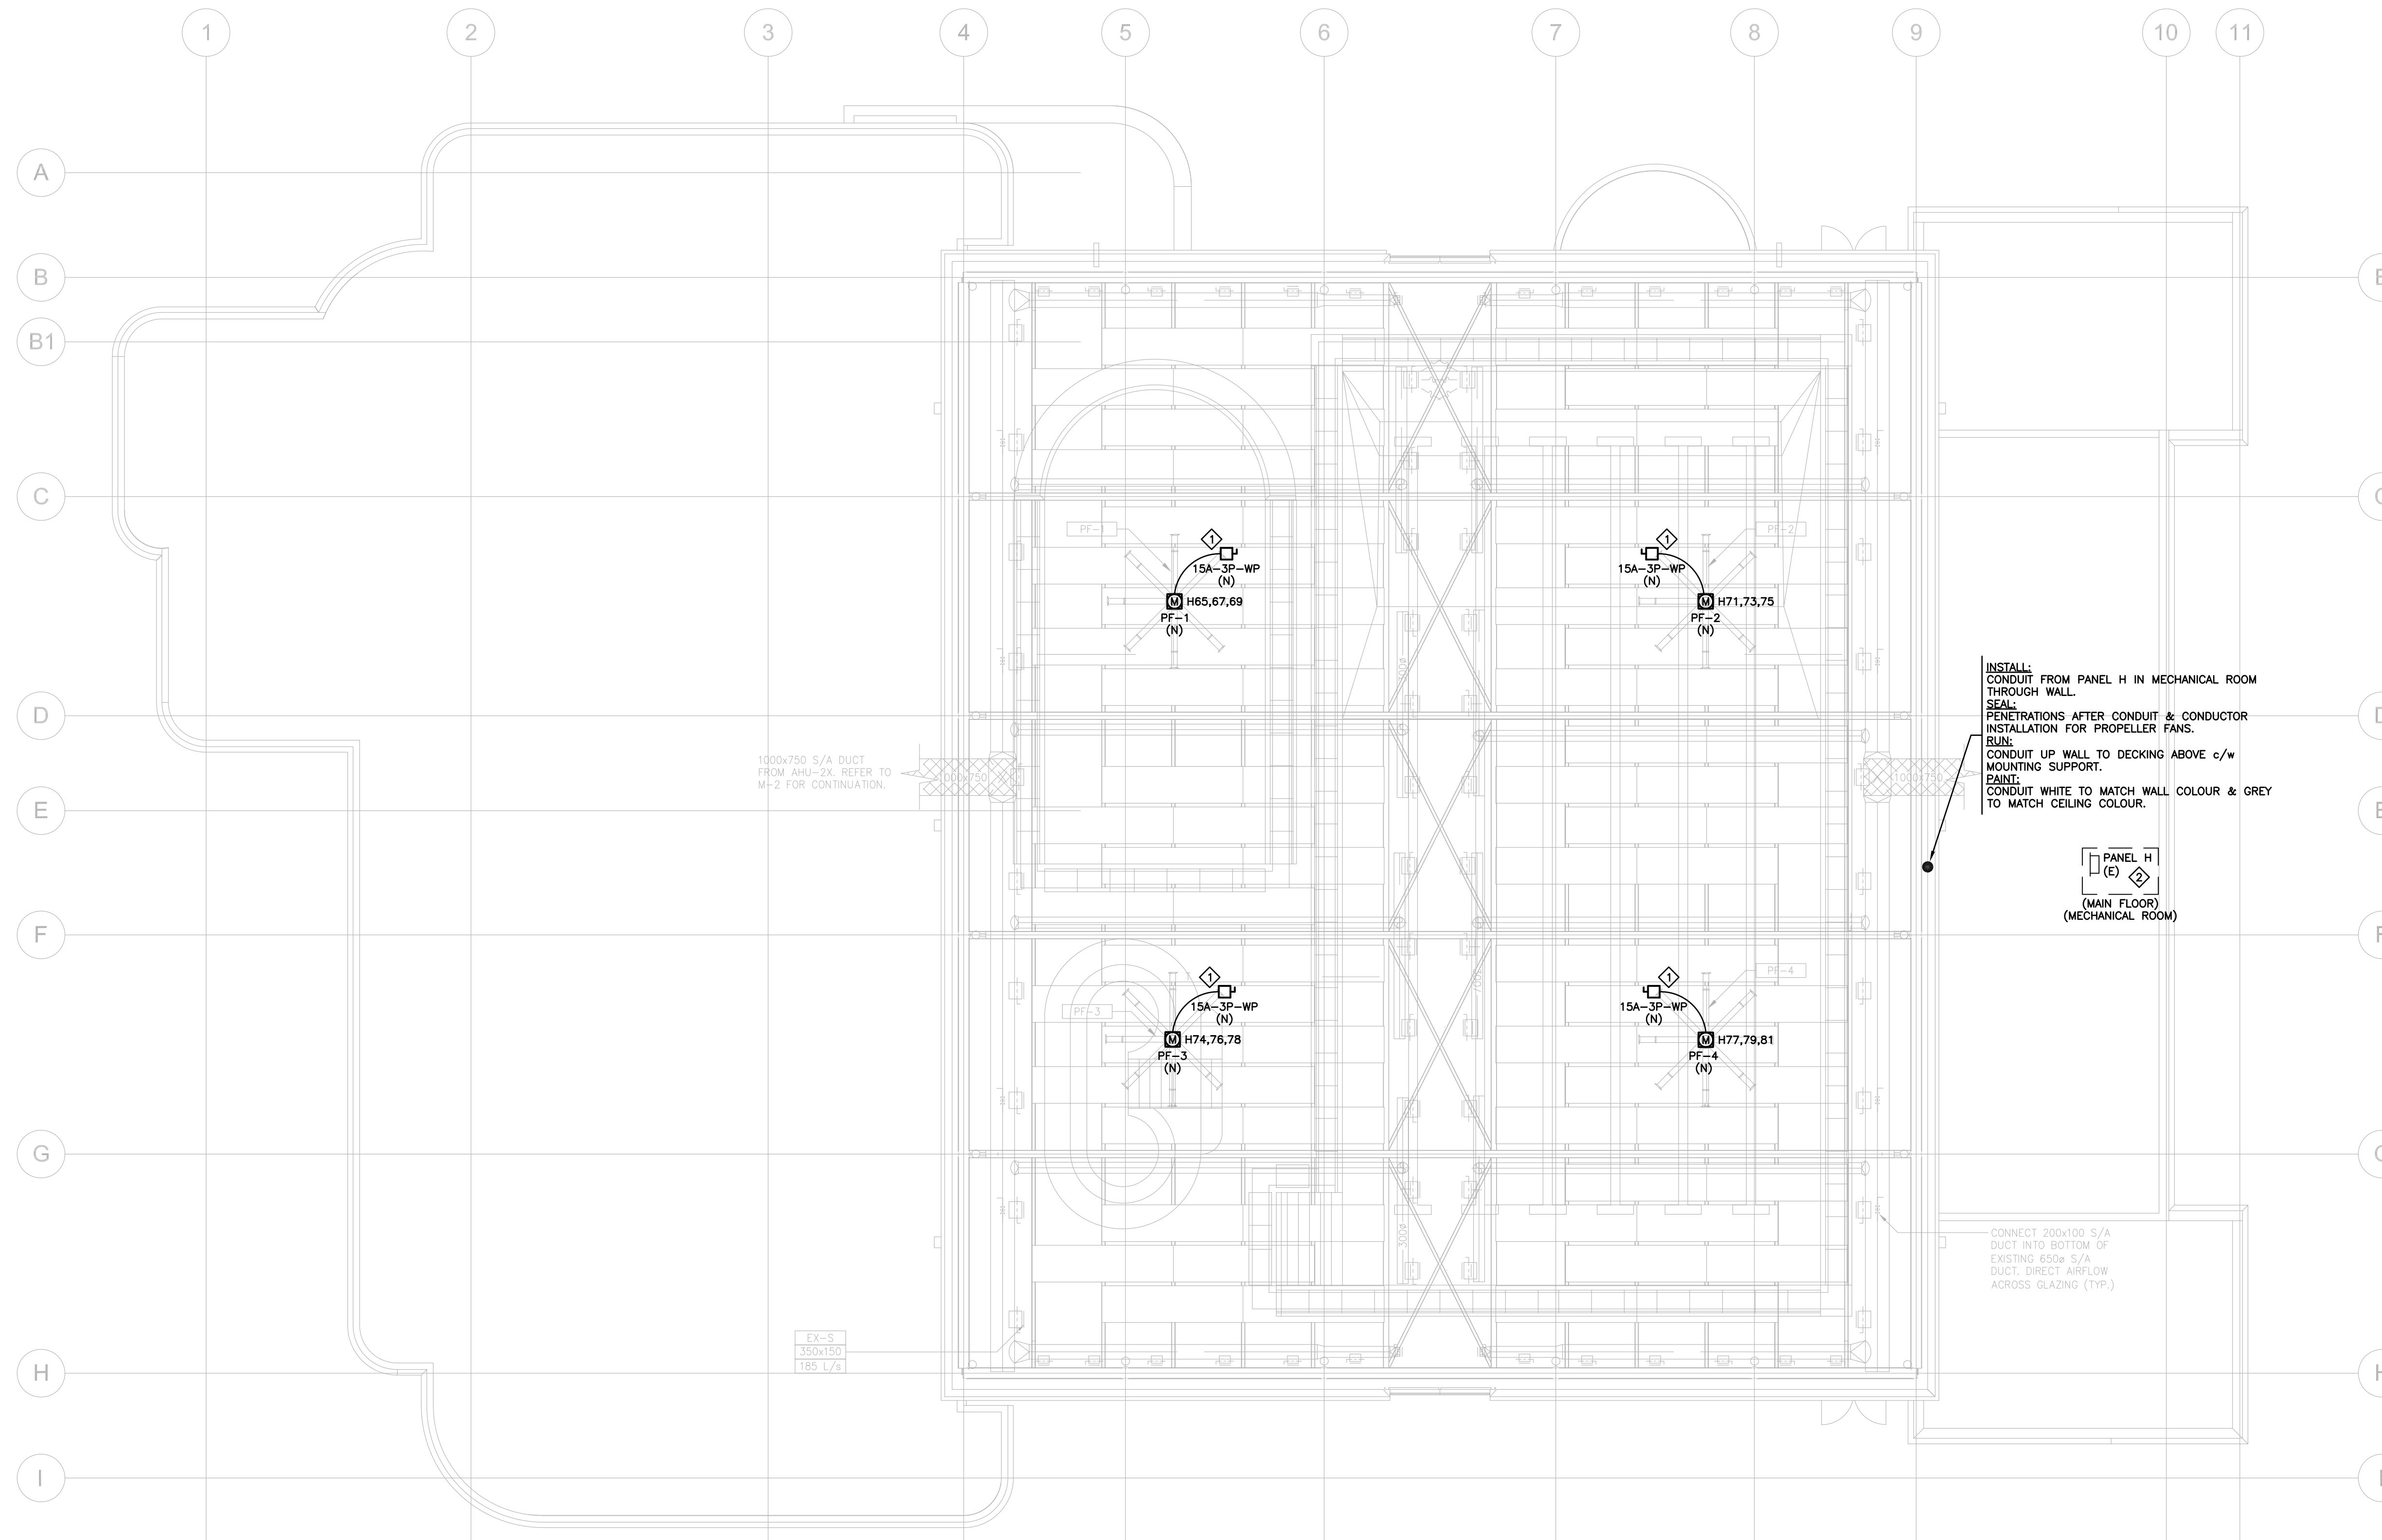 1 2 3 4 5 6 7 8 9 10 11
A
B
B1
C
D
E
F
G
H
I
PF-1
1
15A-3P-WP
(N)
M H65,67,69
PF-1
(N)
PF-2
1
15A-3P-WP
(N)
M H71,73,75
PF-2
(N)
300ø
INSTALL:
CONDUIT FROM PANEL H IN MECHANICAL ROOM
THROUGH WALL.
SEAL:
PENETRATIONS AFTER CONDUIT & CONDUCTOR
INSTALLATION FOR PROPELLER FANS.
RUN:
CONDUIT UP WALL TO DECKING ABOVE c/w
MOUNTING SUPPORT.
PAINT:
CONDUIT WHITE TO MATCH WALL COLOUR & GREY
TO MATCH CEILING COLOUR.
1000x750 S/A DUCT
FROM AHU-2X. REFER TO
M-2 FOR CONTINUATION.
1000x750
1000x750
PANEL H
(E) 2
(MAIN FLOOR)
(MECHANICAL ROOM)
PF-3
1
15A-3P-WP
(N)
M H74,76,78
PF-3
(N)
PF-4
1
15A-3P-WP
(N)
M H77,79,81
PF-4
(N)
700ø
300ø
CONNECT 200x100 S/A
DUCT INTO BOTTOM OF
EXISTING 650ø S/A
DUCT. DIRECT AIRFLOW
ACROSS GLAZING (TYP.)
EX-S
350x150
185 L/s